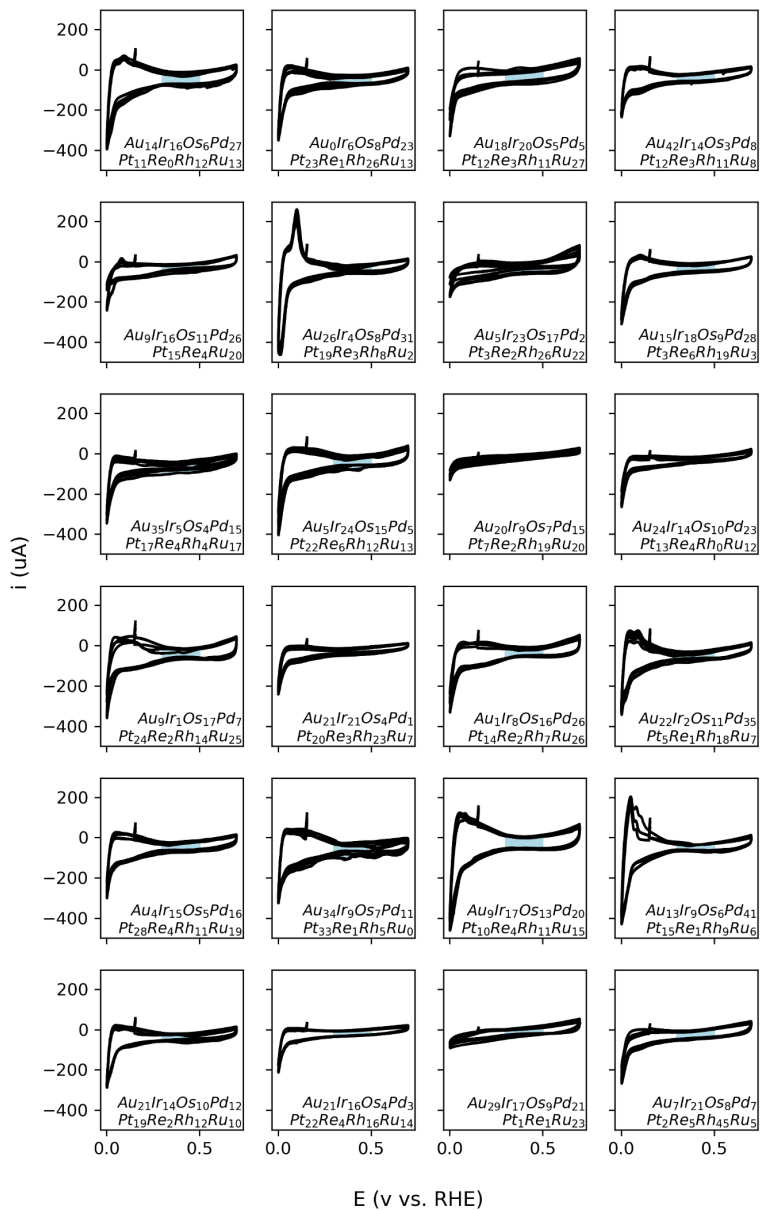 200
0
−200
−400
Au₁₄Ir₁₆Os₆Pd₂₇
Pt₁₁Re₀Rh₁₂Ru₁₃
Au₀Ir₆Os₈Pd₂₃
Pt₂₃Re₁Rh₂₆Ru₁₃
Au₁₈Ir₂₀Os₅Pd₅
Pt₁₂Re₃Rh₁₁Ru₂₇
Au₄₂Ir₁₄Os₃Pd₈
Pt₁₂Re₃Rh₁₁Ru₈
200
0
−200
−400
Au₉Ir₁₆Os₁₁Pd₂₆
Pt₁₅Re₄Ru₂₀
Au₂₆Ir₄Os₈Pd₃₁
Pt₁₉Re₃Rh₈Ru₂
Au₅Ir₂₃Os₁₇Pd₂
Pt₃Re₂Rh₂₆Ru₂₂
Au₁₅Ir₁₈Os₉Pd₂₈
Pt₃Re₆Rh₁₉Ru₃
200
0
−200
−400
Au₃₅Ir₅Os₄Pd₁₅
Pt₁₇Re₄Rh₄Ru₁₇
Au₅Ir₂₄Os₁₅Pd₅
Pt₂₂Re₆Rh₁₂Ru₁₃
Au₂₀Ir₉Os₇Pd₁₅
Pt₇Re₂Rh₁₉Ru₂₀
Au₂₄Ir₁₄Os₁₀Pd₂₃
Pt₁₃Re₄Rh₀Ru₁₂
i (uA)
200
0
−200
−400
Au₉Ir₁Os₁₇Pd₇
Pt₂₄Re₂Rh₁₄Ru₂₅
Au₂₁Ir₂₁Os₄Pd₁
Pt₂₀Re₃Rh₂₃Ru₇
Au₁Ir₈Os₁₆Pd₂₆
Pt₁₄Re₂Rh₇Ru₂₆
Au₂₂Ir₂Os₁₁Pd₃₅
Pt₅Re₁Rh₁₈Ru₇
200
0
−200
−400
Au₄Ir₁₅Os₅Pd₁₆
Pt₂₈Re₄Rh₁₁Ru₁₉
Au₃₄Ir₉Os₇Pd₁₁
Pt₃₃Re₁Rh₅Ru₀
Au₉Ir₁₇Os₁₃Pd₂₀
Pt₁₀Re₄Rh₁₁Ru₁₅
Au₁₃Ir₉Os₆Pd₄₁
Pt₁₅Re₁Rh₉Ru₆
200
0
−200
−400
Au₂₁Ir₁₄Os₁₀Pd₁₂
Pt₁₉Re₂Rh₁₂Ru₁₀
Au₂₁Ir₁₆Os₄Pd₃
Pt₂₂Re₄Rh₁₆Ru₁₄
Au₂₉Ir₁₇Os₉Pd₂₁
Pt₁Re₁Ru₂₃
Au₇Ir₂₁Os₈Pd₇
Pt₂Re₅Rh₄₅Ru₅
0.0 0.5 0.0 0.5 0.0 0.5 0.0 0.5
E (v vs. RHE)